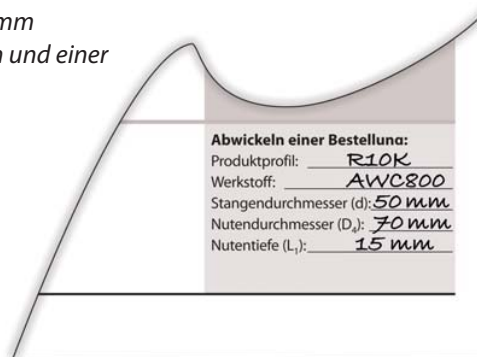 mm
und einer
Abwickeln einer Bestellung:
Produktprofil: R10K
Werkstoff: AWC800
Stangendurchmesser (d): 50 mm
Nutendurchmesser (D₄): 70 mm
Nutentiefe (L₁): 15 mm